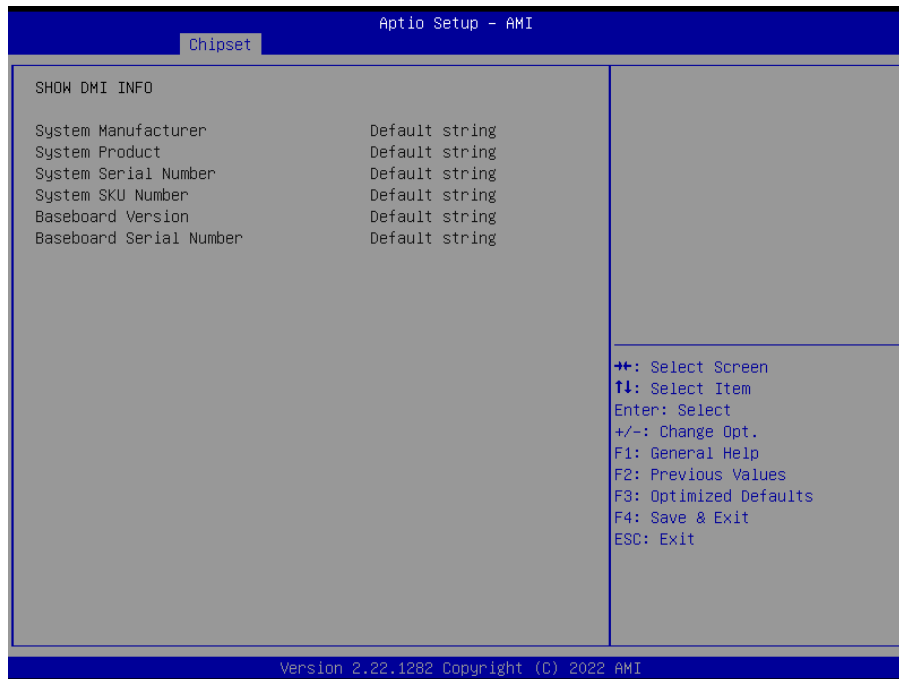 Aptio Setup – AMI
Chipset
SHOW DMI INFO
System Manufacturer Default string
System Product Default string
System Serial Number Default string
System SKU Number Default string
Baseboard Version Default string
Baseboard Serial Number Default string
→←: Select Screen
↑↓: Select Item
Enter: Select
+/-: Change Opt.
F1: General Help
F2: Previous Values
F3: Optimized Defaults
F4: Save & Exit
ESC: Exit
Version 2.22.1282 Copyright (C) 2022 AMI